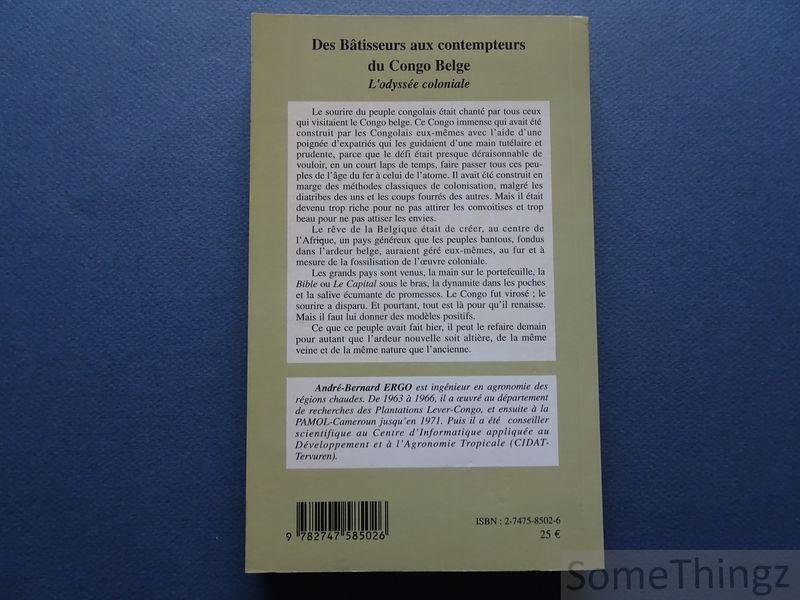 Des Bâtisseurs aux contempteurs
du Congo Belge
L'odyssée coloniale
Le sourire du peuple congolais était chanté par tous ceux
qui visitaient le Congo belge. Ce Congo immense qui avait été
construit par les Congolais eux-mêmes avec l'aide d'une
poignée d'expatriés qui les guidaient d'une main tutélaire et
prudente, parce que le défi était presque déraisonnable de
vouloir, en un court laps de temps, faire passer tous ces peu-
ples de l'âge du fer à celui de l'atome. Il avait été construit en
marge des méthodes classiques de colonisation, malgré les
diatribes des uns et les coups fourrés des autres. Mais il était
devenu trop riche pour ne pas attirer les convoitises et trop
beau pour ne pas attiser les envies.
Le rêve de la Belgique était de créer, au centre de
l'Afrique, un pays généreux que les peuples bantous, fondus
dans l'ardeur belge, auraient géré eux-mêmes, au fur et à
mesure de la fossilisation de l'œuvre coloniale.
Les grands pays sont venus, la main sur le portefeuille, la
Bible ou Le Capital sous le bras, la dynamite dans les poches
et la salive écumante de promesses. Le Congo fut virosé ; le
sourire a disparu. Et pourtant, tout est là pour qu'il renaisse.
Mais il faut lui donner des modèles positifs.
Ce que ce peuple avait fait hier, il peut le refaire demain
pour autant que l'ardeur nouvelle soit altière, de la même
veine et de la même nature que l'ancienne.
André-Bernard ERGO est ingénieur en agronomie des
régions chaudes. De 1963 à 1966, il a œuvré au département
de recherches des Plantations Lever-Congo, et ensuite à la
PAMOL-Cameroun jusqu'en 1971. Puis il a été conseiller
scientifique au Centre d'Informatique appliquée au
Développement et à l'Agronomie Tropicale (CIDAT-
Tervuren).
ISBN : 2-7475-8502-6
25 €
9 782747 585026
SomeThingz